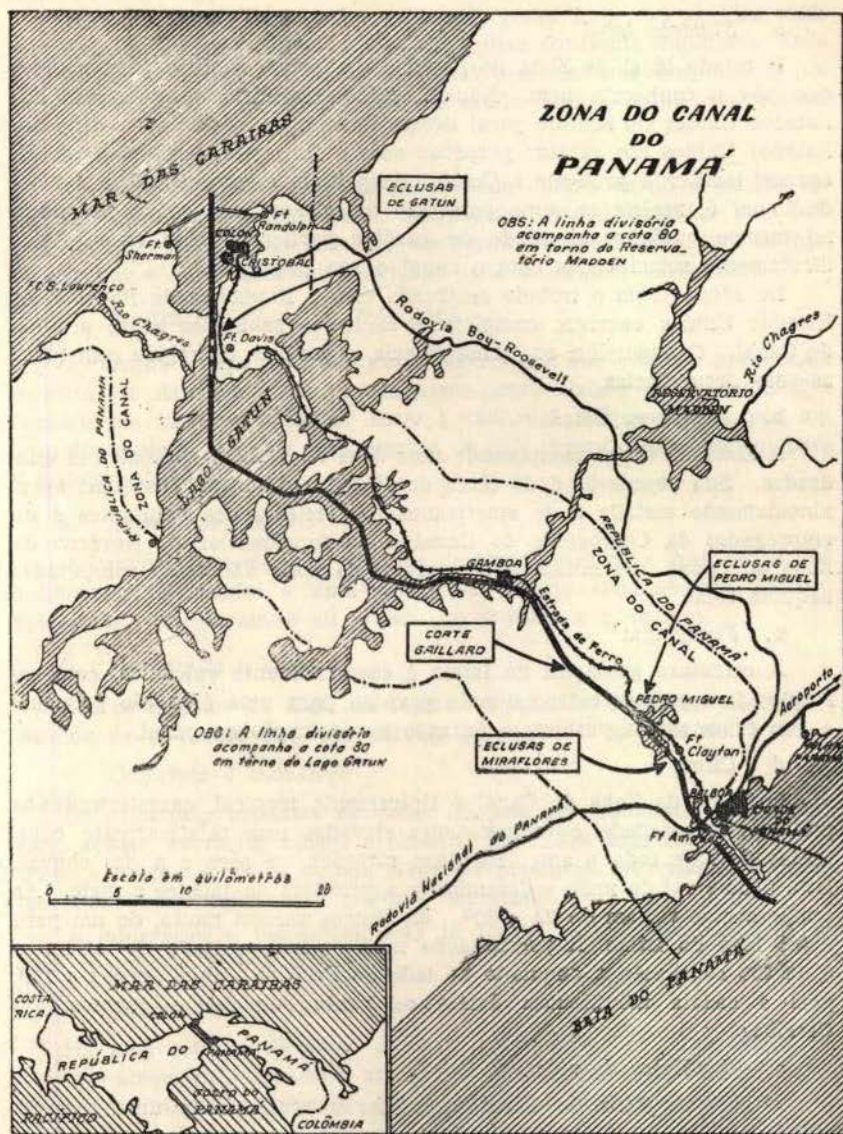 ZONA DO CANAL
DO
PANAMÁ
MAR DAS CARAIBAS
ECLUSAS
DE GATUN
OBS: A linha divisória
acompanha a cota 80
em torno do Reserva-
tório MADDEN
Ft
Randolph
COLON
CRISTOBAL
Ft.
Sherman
Ft. S. Lourenço
Rio Chagres
Ft. Davis
Rodovia Boy-Roosevelt
Rio Chagres
RESERVATORIO
MADDEN
REPÚBLICA DO PANAMÁ
ZONA DO CANAL
LAGO GATUN
REPÚBLICA DO PANAMÁ
ZONA DO CANAL
GAMBOA
ECLUSAS DE
PEDRO MIGUEL
Estrada de Ferro
CORTE
GAILLARD
PEDRO MIGUEL
Aeroporto
OBS: A linha divisória
acompanha a cota 80
em torno do Lago GATUN
ECLUSAS DE
MIRAFLORES
Ft
Clayton
BALBOA
CIDADE DE
PANAMÁ
Ft. Amador
Rodovia Nacional do PANAMÁ
Escala em quilômetros
0 5 10 20
BAIA DO PANAMÁ
MAR DAS CARAIBAS
COSTA
RICA
COLON
PANAMÁ
REPÚBLICA DO PANAMÁ
GOLFO DO
PANAMÁ
PACÍFICO
COLÔMBIA